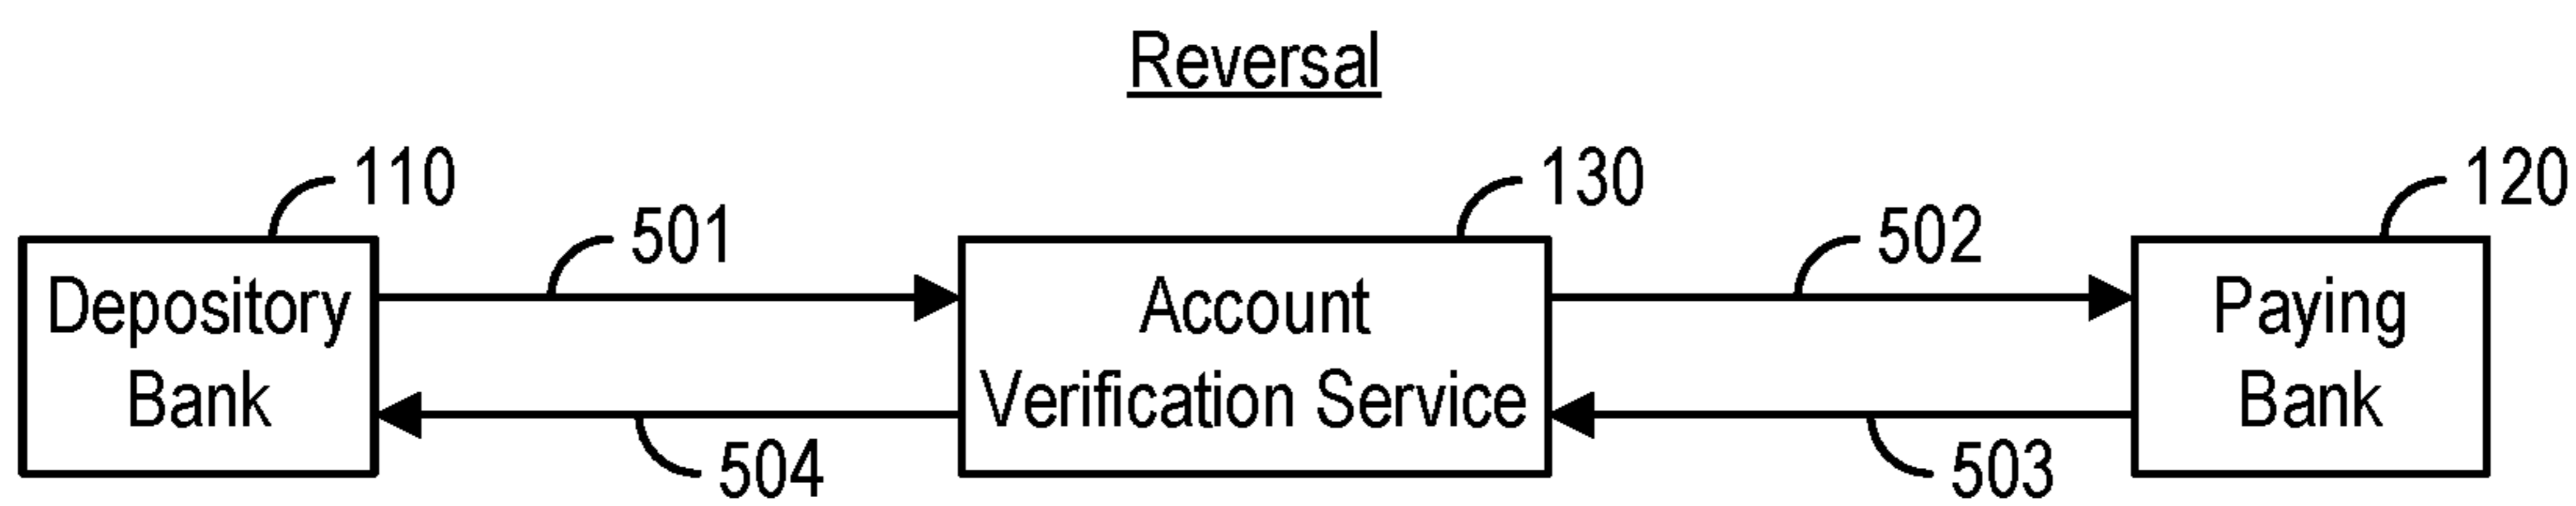 Reversal
110
130
120
501
502
Depository
Bank
Account
Verification Service
Paying
Bank
504
503